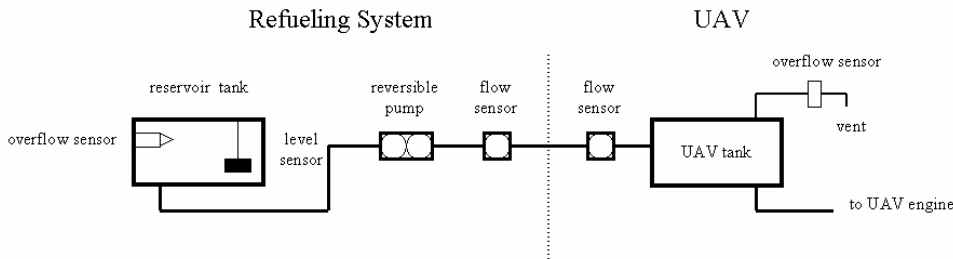 Refueling System
UAV
overflow sensor
reservoir tank
reversible
pump
flow
sensor
flow
sensor
overflow sensor
level
sensor
vent
UAV tank
to UAV engine